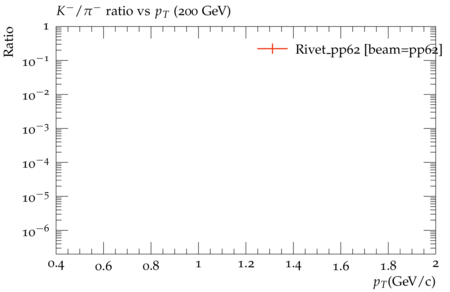 K⁻/π⁻ ratio vs p_T (200 GeV)
Ratio
1
10⁻¹
10⁻²
10⁻³
10⁻⁴
10⁻⁵
10⁻⁶
Rivet_pp62 [beam=pp62]
0.4 0.6 0.8 1 1.2 1.4 1.6 1.8 2
p_T(GeV/c)